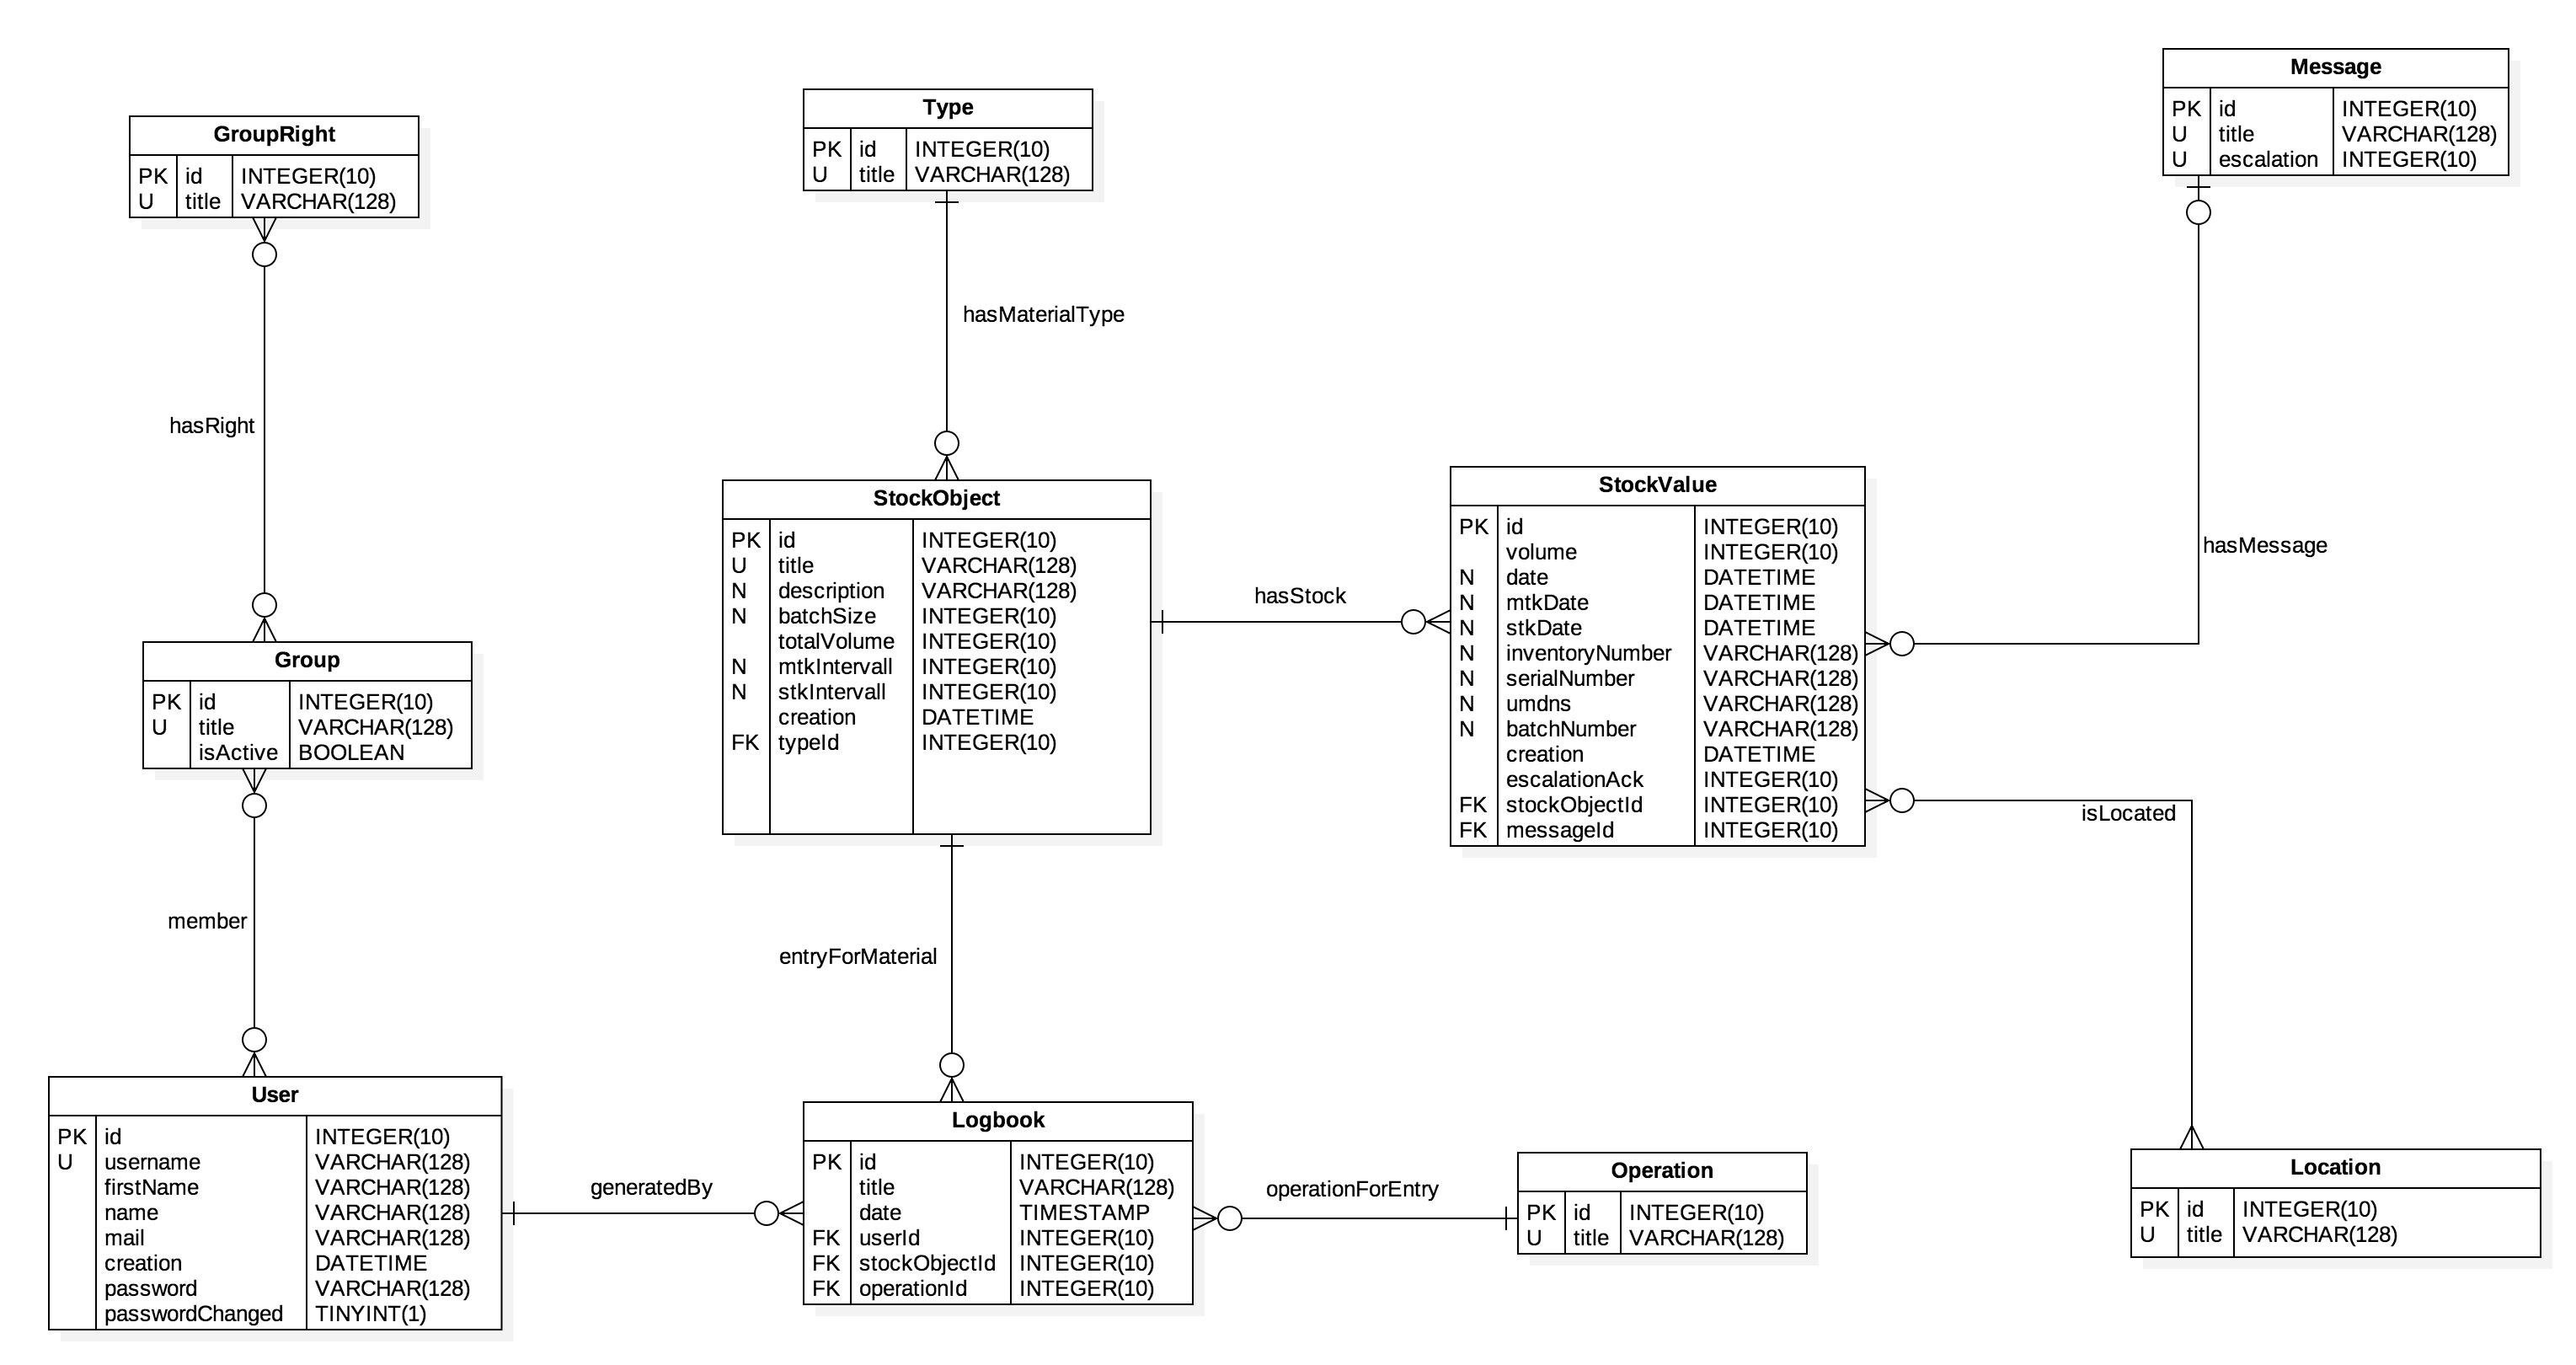 Message
PK id INTEGER(10)
U title VARCHAR(128)
U escalation INTEGER(10)
Type
PK id INTEGER(10)
U title VARCHAR(128)
GroupRight
PK id INTEGER(10)
U title VARCHAR(128)
hasMaterialType
hasRight
StockObject
PK id INTEGER(10)
U title VARCHAR(128)
N description VARCHAR(128)
N batchSize INTEGER(10)
totalVolume INTEGER(10)
N mtkIntervall INTEGER(10)
N stkIntervall INTEGER(10)
creation DATETIME
FK typeId INTEGER(10)
hasStock
StockValue
PK id INTEGER(10)
volume INTEGER(10)
N date DATETIME
N mtkDate DATETIME
N stkDate DATETIME
N inventoryNumber VARCHAR(128)
N serialNumber VARCHAR(128)
N umdns VARCHAR(128)
N batchNumber VARCHAR(128)
creation DATETIME
escalationAck INTEGER(10)
FK stockObjectId INTEGER(10)
FK messageId INTEGER(10)
hasMessage
isLocated
Group
PK id INTEGER(10)
U title VARCHAR(128)
isActive BOOLEAN
member
entryForMaterial
User
PK id INTEGER(10)
U username VARCHAR(128)
firstName VARCHAR(128)
name VARCHAR(128)
mail VARCHAR(128)
creation DATETIME
password VARCHAR(128)
passwordChanged TINYINT(1)
generatedBy
Logbook
PK id INTEGER(10)
title VARCHAR(128)
date TIMESTAMP
FK userId INTEGER(10)
FK stockObjectId INTEGER(10)
FK operationId INTEGER(10)
operationForEntry
Operation
PK id INTEGER(10)
U title VARCHAR(128)
Location
PK id INTEGER(10)
U title VARCHAR(128)